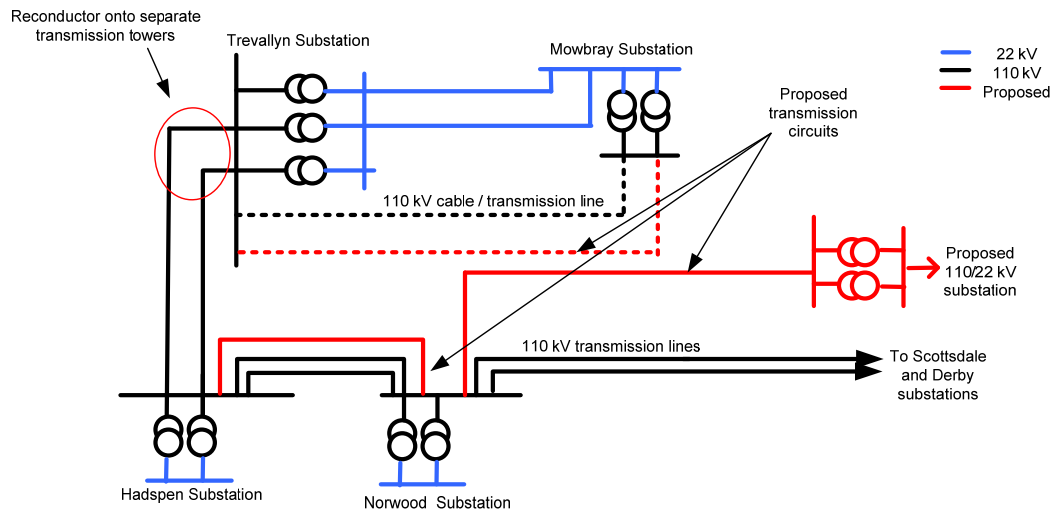 Reconductor onto separate
transmission towers
Trevallyn Substation
Mowbray Substation
22 kV
110 kV
Proposed
Proposed
transmission
circuits
110 kV cable / transmission line
Proposed
110/22 kV
substation
110 kV transmission lines
To Scottsdale
and Derby
substations
Hadspen Substation
Norwood Substation